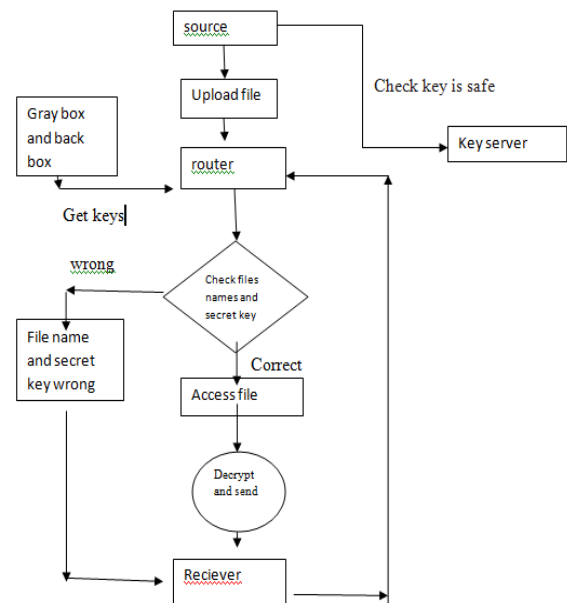 source
Check key is safe
Upload file
Gray box
and back
box
Key server
router
Get keys
wrong
Check files
names and
secret key
File name
and secret
key wrong
Correct
Access file
Decrypt
and send
Reciever